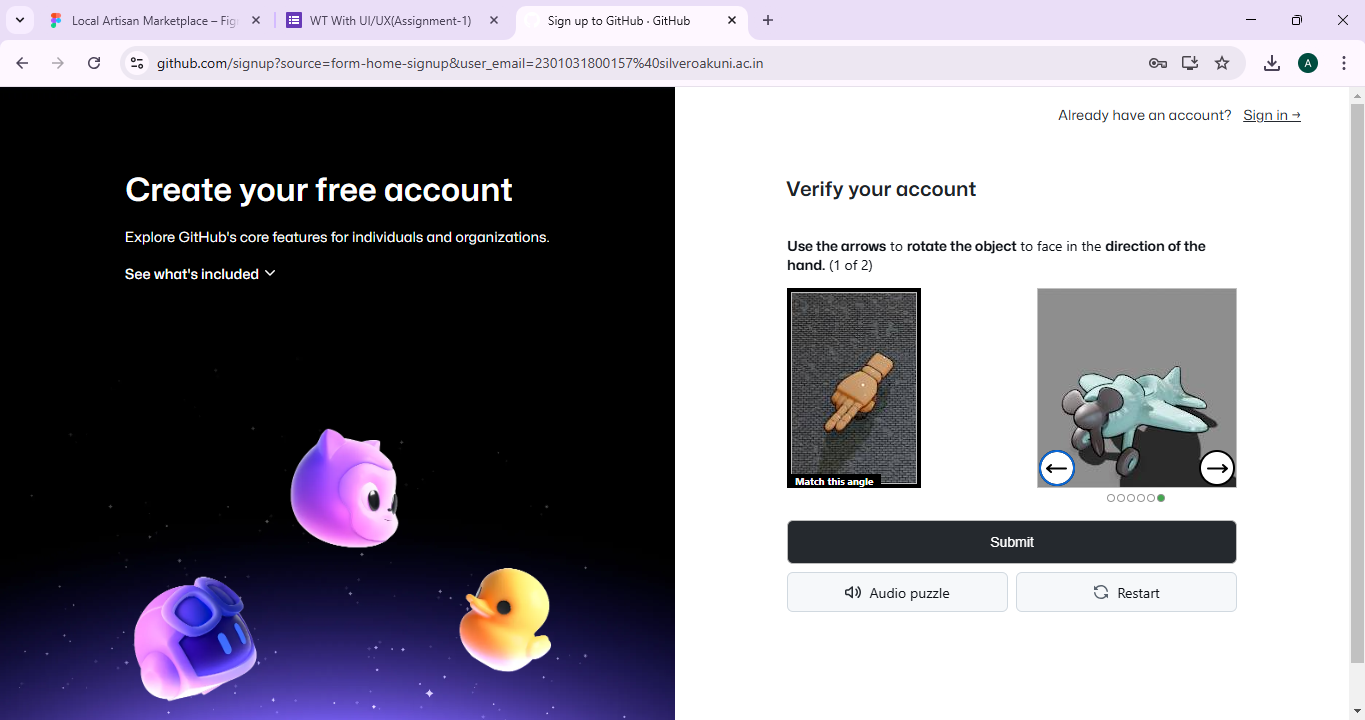 Local Artisan Marketplace – Fig
WT With UI/UX(Assignment-1)
Sign up to GitHub · GitHub
github.com/signup?source=form-home-signup&user_email=2301031800157%40silveroakuni.ac.in
A
Already have an account? Sign in →
Create your free account
Explore GitHub's core features for individuals and organizations.
See what's included
Verify your account
Use the arrows to rotate the object to face in the direction of the
hand. (1 of 2)
Match this angle
Submit
Audio puzzle
Restart